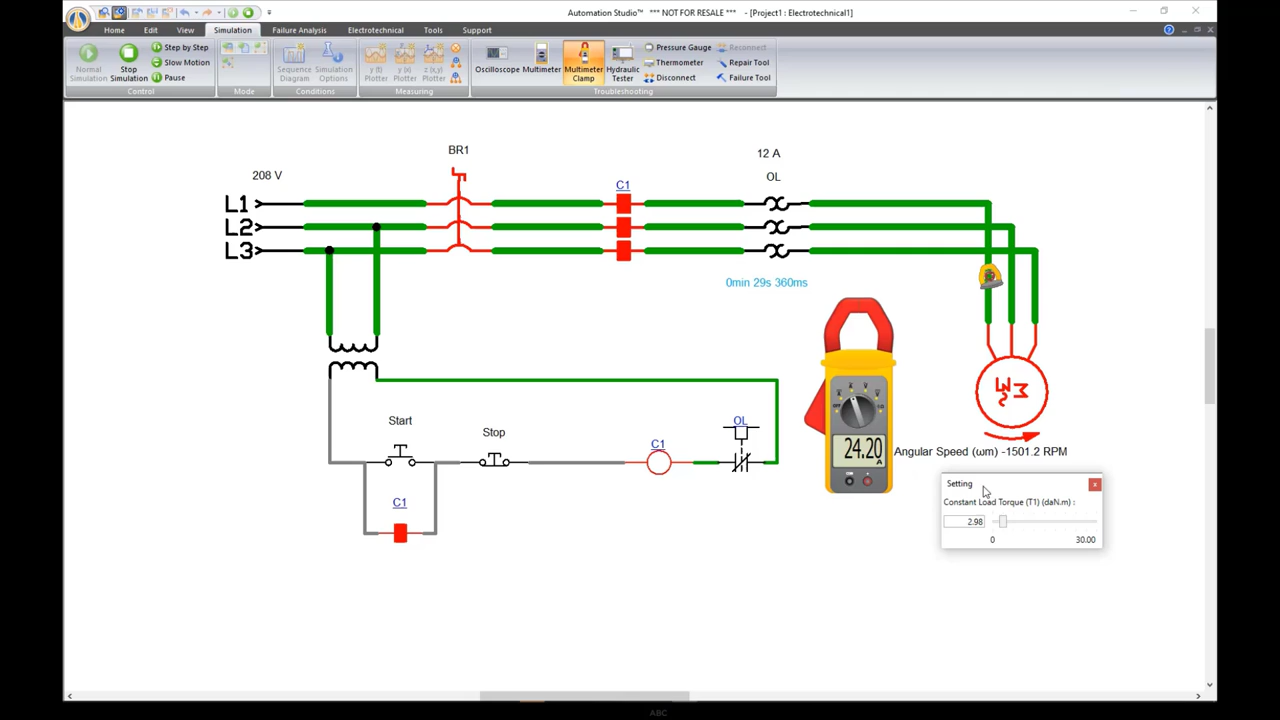 Automation Studio™ *** NOT FOR RESALE *** - [Project1 : Electrotechnical1]
Home Edit View Simulation Failure Analysis Electrotechnical Tools Support
Normal Simulation
Stop Simulation
Step by Step
Slow Motion
Pause
Control
Mode
Sequence Diagram
Simulation Options
Conditions
y(t) Plotter
y(x) Plotter
z(x,y) Plotter
Measuring
Oscilloscope
Multimeter
Multimeter Clamp
Hydraulic Tester
Pressure Gauge
Thermometer
Disconnect
Reconnect
Repair Tool
Failure Tool
Troubleshooting
208 V
BR1
C1
12 A
OL
L1
L2
L3
0min 29s 360ms
Start
Stop
C1
OL
C1
24.20
A
M
3
Angular Speed (ωm) -1501.2 RPM
Setting
Constant Load Torque (T1) (daN.m) :
2.98
0 30.00
ABC